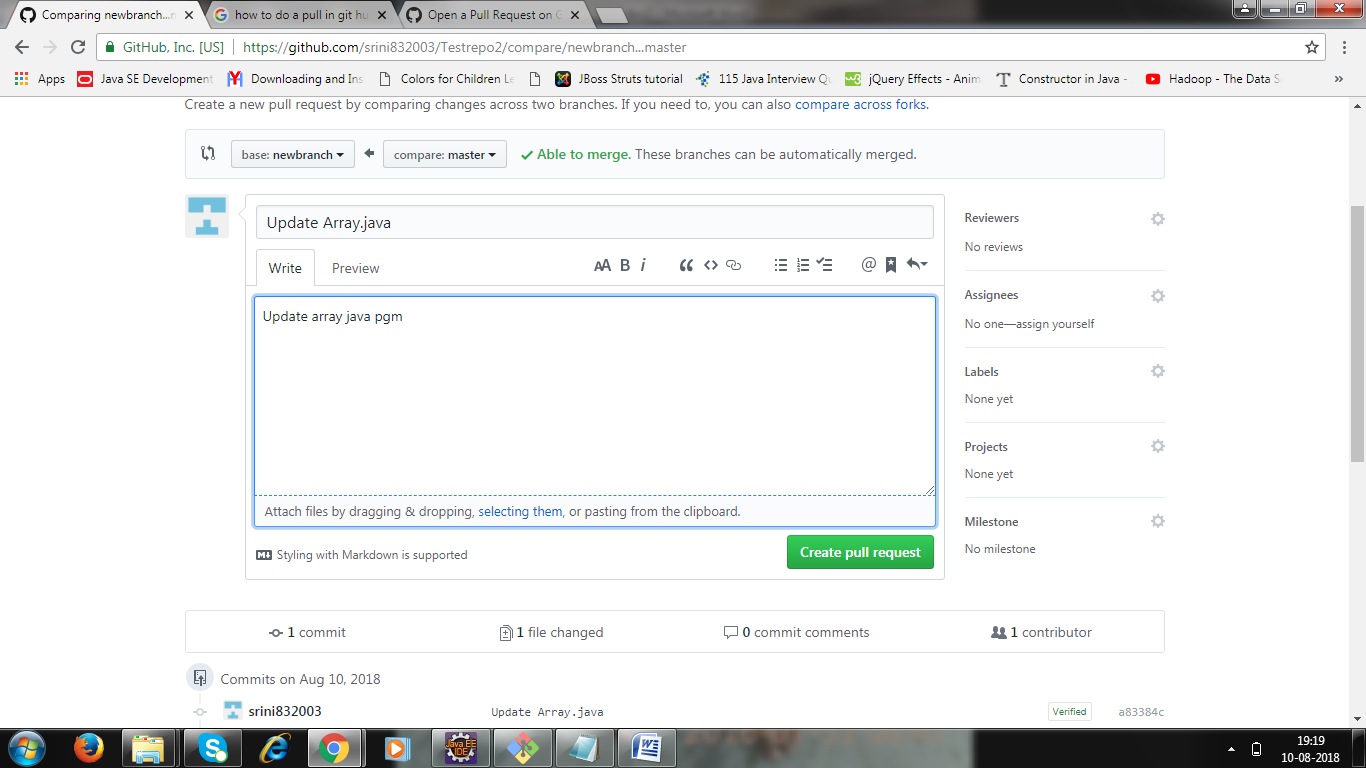 Comparing newbranch...n
how to do a pull in git hu
Open a Pull Request on G
GitHub, Inc. [US]
https://github.com/srini832003/Testrepo2/compare/newbranch...master
Apps
Java SE Development
Downloading and Ins
Colors for Children Le
JBoss Struts tutorial
115 Java Interview Qu
jQuery Effects - Anim
Constructor in Java -
Hadoop - The Data S
»
Create a new pull request by comparing changes across two branches. If you need to, you can also compare across forks.
base: newbranch
compare: master
Able to merge. These branches can be automatically merged.
Update Array.java
Write
Preview
AA B i
@
Update array java pgm
Attach files by dragging & dropping, selecting them, or pasting from the clipboard.
Styling with Markdown is supported
Create pull request
Reviewers
No reviews
Assignees
No one—assign yourself
Labels
None yet
Projects
None yet
Milestone
No milestone
1 commit
1 file changed
0 commit comments
1 contributor
Commits on Aug 10, 2018
srini832003
Update Array.java
Verified
a83384c
Java EE
IDE
19:19
10-08-2018